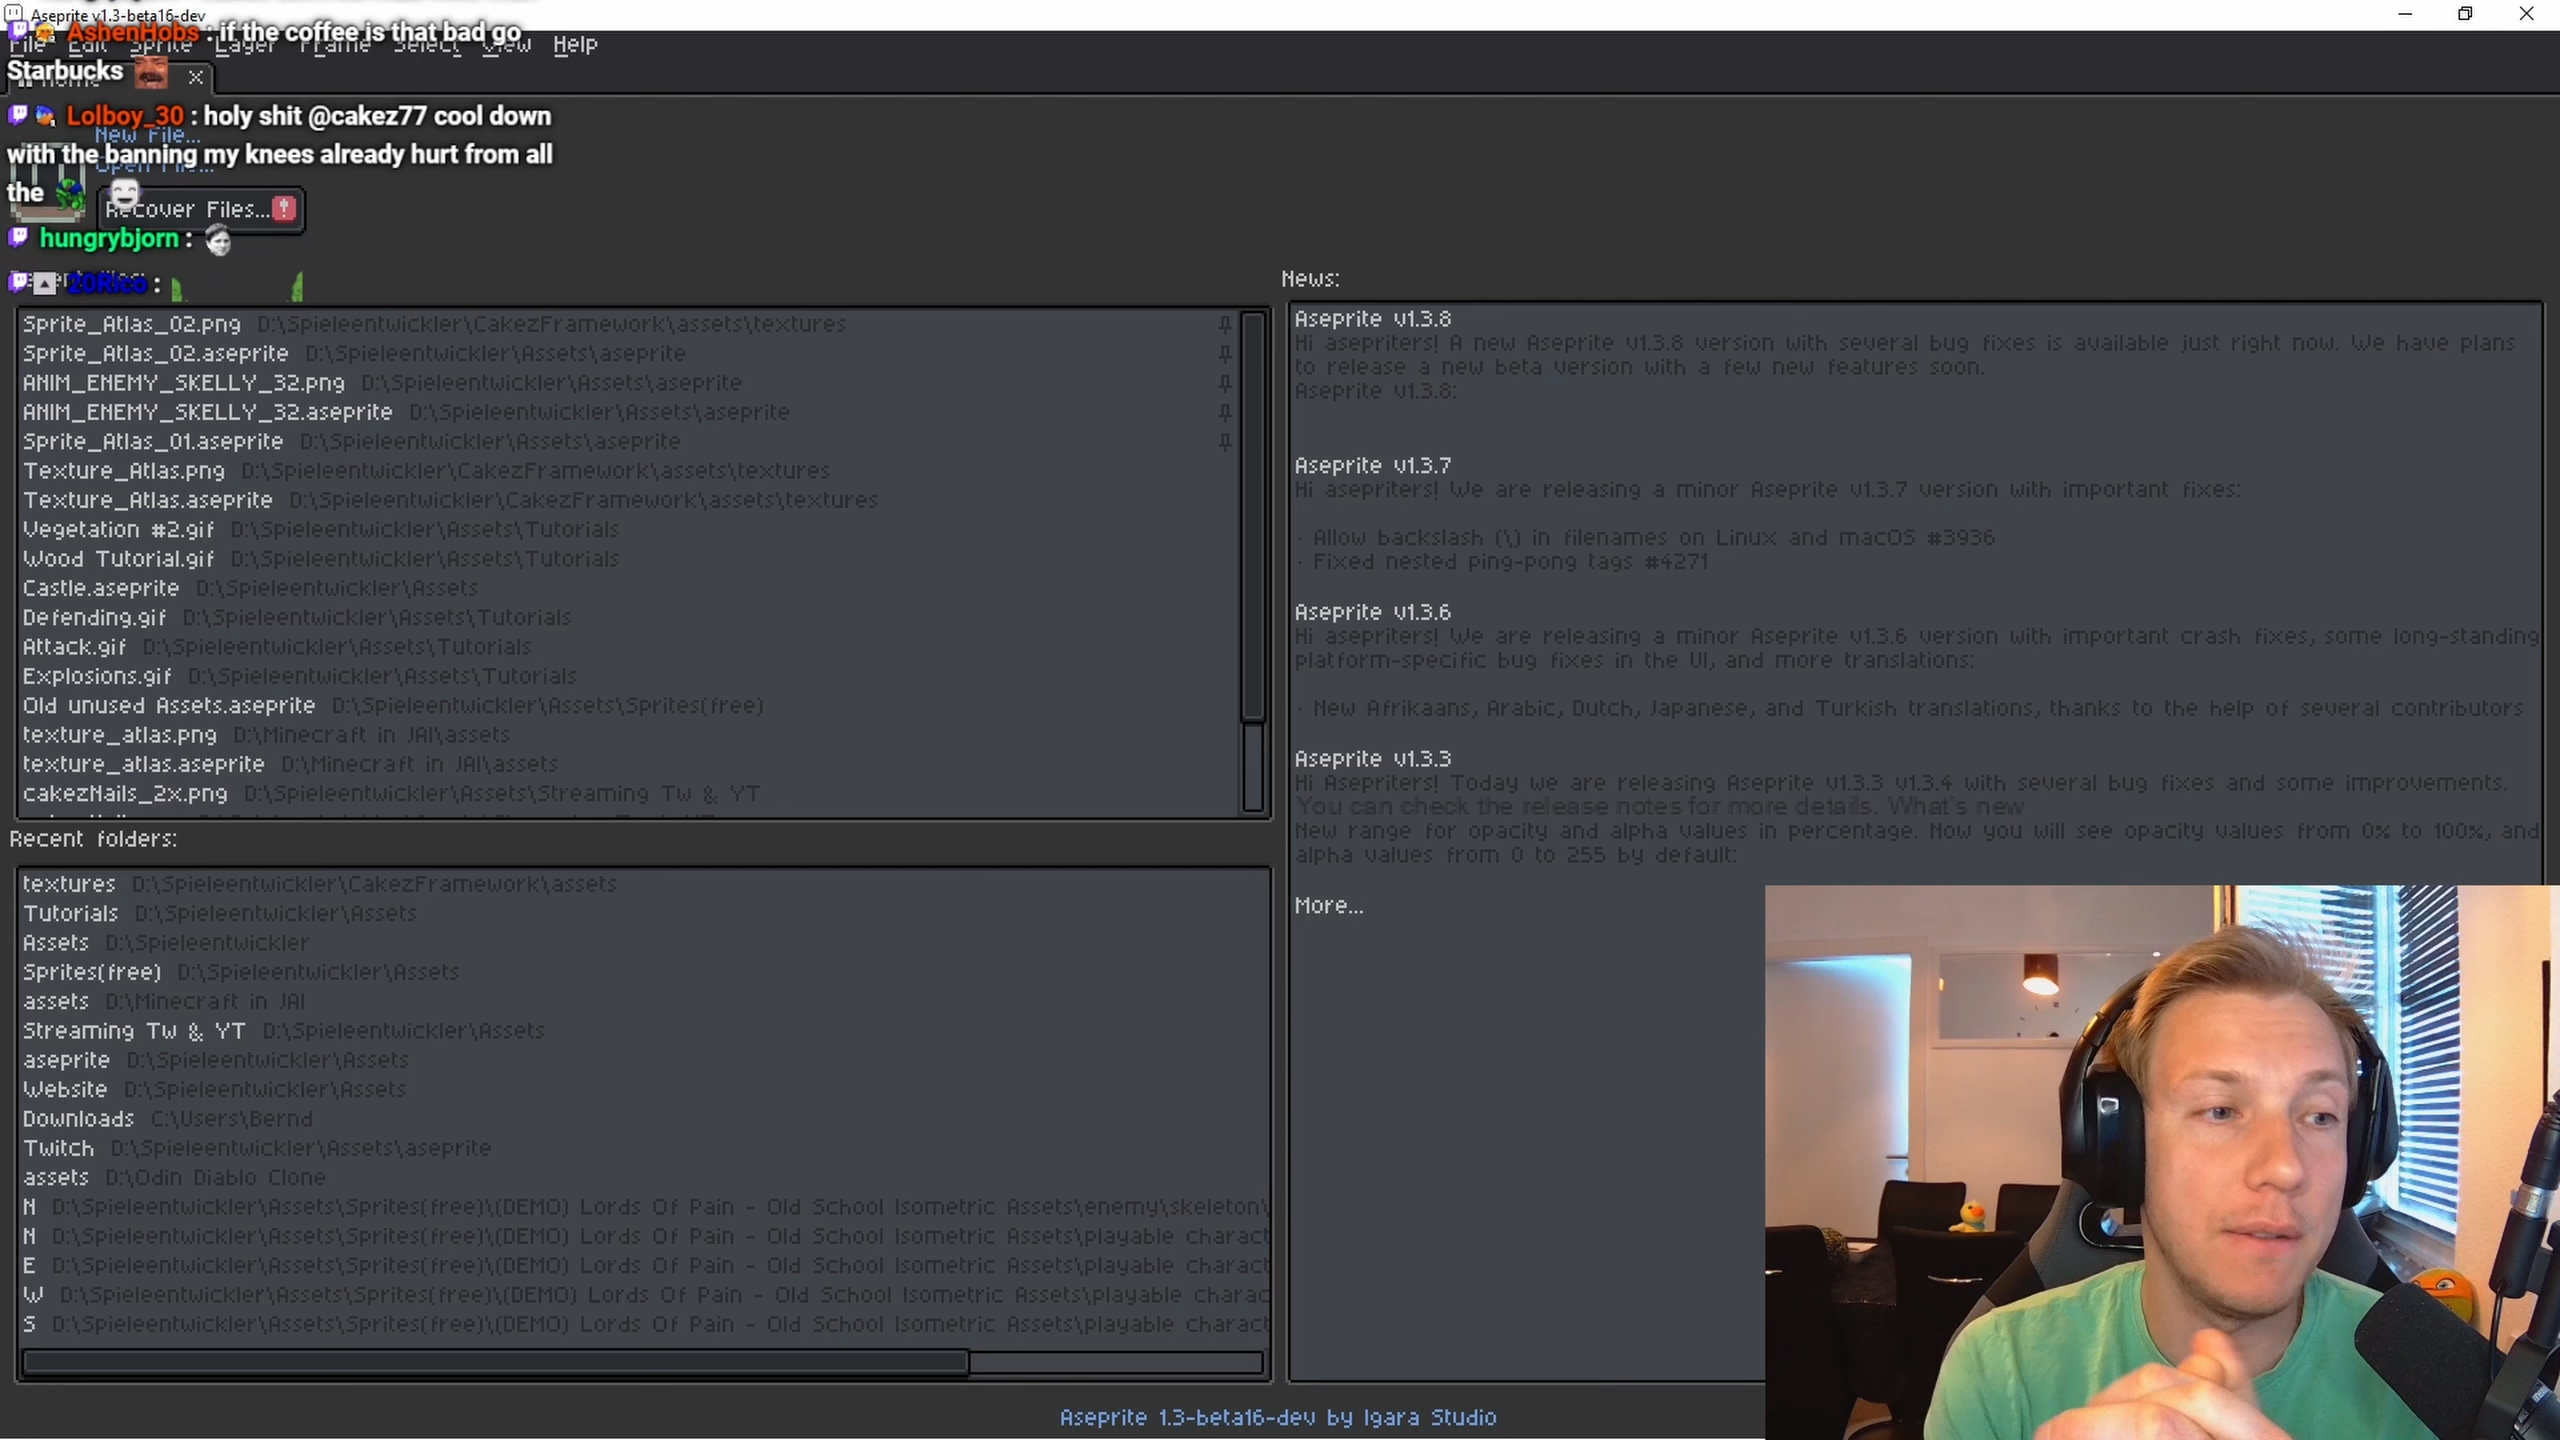 Aseprite v1.3-beta16-dev
AshenHobs : if the coffee is that bad go
File Edit Sprite Layer Frame Select View Help
Starbucks
Home
Lolboy_30 : holy shit @cakez77 cool down
New File...
with the banning my knees already hurt from all
Open File...
the
Recover Files...
hungrybjorn :
20Rico :
Sprite_Atlas_02.png D:\Spieleentwickler\CakezFramework\assets\textures
Sprite_Atlas_02.aseprite D:\Spieleentwickler\Assets\aseprite
ANIM_ENEMY_SKELLY_32.png D:\Spieleentwickler\Assets\aseprite
ANIM_ENEMY_SKELLY_32.aseprite D:\Spieleentwickler\Assets\aseprite
Sprite_Atlas_01.aseprite D:\Spieleentwickler\Assets\aseprite
Texture_Atlas.png D:\Spieleentwickler\CakezFramework\assets\textures
Texture_Atlas.aseprite D:\Spieleentwickler\CakezFramework\assets\textures
Vegetation #2.gif D:\Spieleentwickler\Assets\Tutorials
Wood Tutorial.gif D:\Spieleentwickler\Assets\Tutorials
Castle.aseprite D:\Spieleentwickler\Assets
Defending.gif D:\Spieleentwickler\Assets\Tutorials
Attack.gif D:\Spieleentwickler\Assets\Tutorials
Explosions.gif D:\Spieleentwickler\Assets\Tutorials
Old unused Assets.aseprite D:\Spieleentwickler\Assets\Sprites(free)
texture_atlas.png D:\Minecraft in JAI\assets
texture_atlas.aseprite D:\Minecraft in JAI\assets
cakezNails_2x.png D:\Spieleentwickler\Assets\Streaming Tw & YT
Recent folders:
textures D:\Spieleentwickler\CakezFramework\assets
Tutorials D:\Spieleentwickler\Assets
Assets D:\Spieleentwickler
Sprites(free) D:\Spieleentwickler\Assets
assets D:\Minecraft in JAI
Streaming Tw & YT D:\Spieleentwickler\Assets
aseprite D:\Spieleentwickler\Assets
Website D:\Spieleentwickler\Assets
Downloads C:\Users\Bernd
Twitch D:\Spieleentwickler\Assets\aseprite
assets D:\Odin Diablo Clone
N D:\Spieleentwickler\Assets\Sprites(free)\(DEMO) Lords Of Pain - Old School Isometric Assets\enemy\skeleton\
N D:\Spieleentwickler\Assets\Sprites(free)\(DEMO) Lords Of Pain - Old School Isometric Assets\playable charact
E D:\Spieleentwickler\Assets\Sprites(free)\(DEMO) Lords Of Pain - Old School Isometric Assets\playable charact
W D:\Spieleentwickler\Assets\Sprites(free)\(DEMO) Lords Of Pain - Old School Isometric Assets\playable charac
S D:\Spieleentwickler\Assets\Sprites(free)\(DEMO) Lords Of Pain - Old School Isometric Assets\playable charact
News:
Aseprite v1.3.8
Hi asepriters! A new Aseprite v1.3.8 version with several bug fixes is available just right now. We have plans
to release a new beta version with a few new features soon.
Aseprite v1.3.8:
Aseprite v1.3.7
Hi asepriters! We are releasing a minor Aseprite v1.3.7 version with important fixes:
· Allow backslash (\) in filenames on Linux and macOS #3936
· Fixed nested ping-pong tags #4271
Aseprite v1.3.6
Hi asepriters! We are releasing a minor Aseprite v1.3.6 version with important crash fixes, some long-standing
platform-specific bug fixes in the UI, and more translations:
· New Afrikaans, Arabic, Dutch, Japanese, and Turkish translations, thanks to the help of several contributors
Aseprite v1.3.3
Hi Asepriters! Today we are releasing Aseprite v1.3.3 v1.3.4 with several bug fixes and some improvements.
You can check the release notes for more details. What's new
New range for opacity and alpha values in percentage. Now you will see opacity values from 0% to 100%, and
alpha values from 0 to 255 by default:
More...
Aseprite 1.3-beta16-dev by Igara Studio